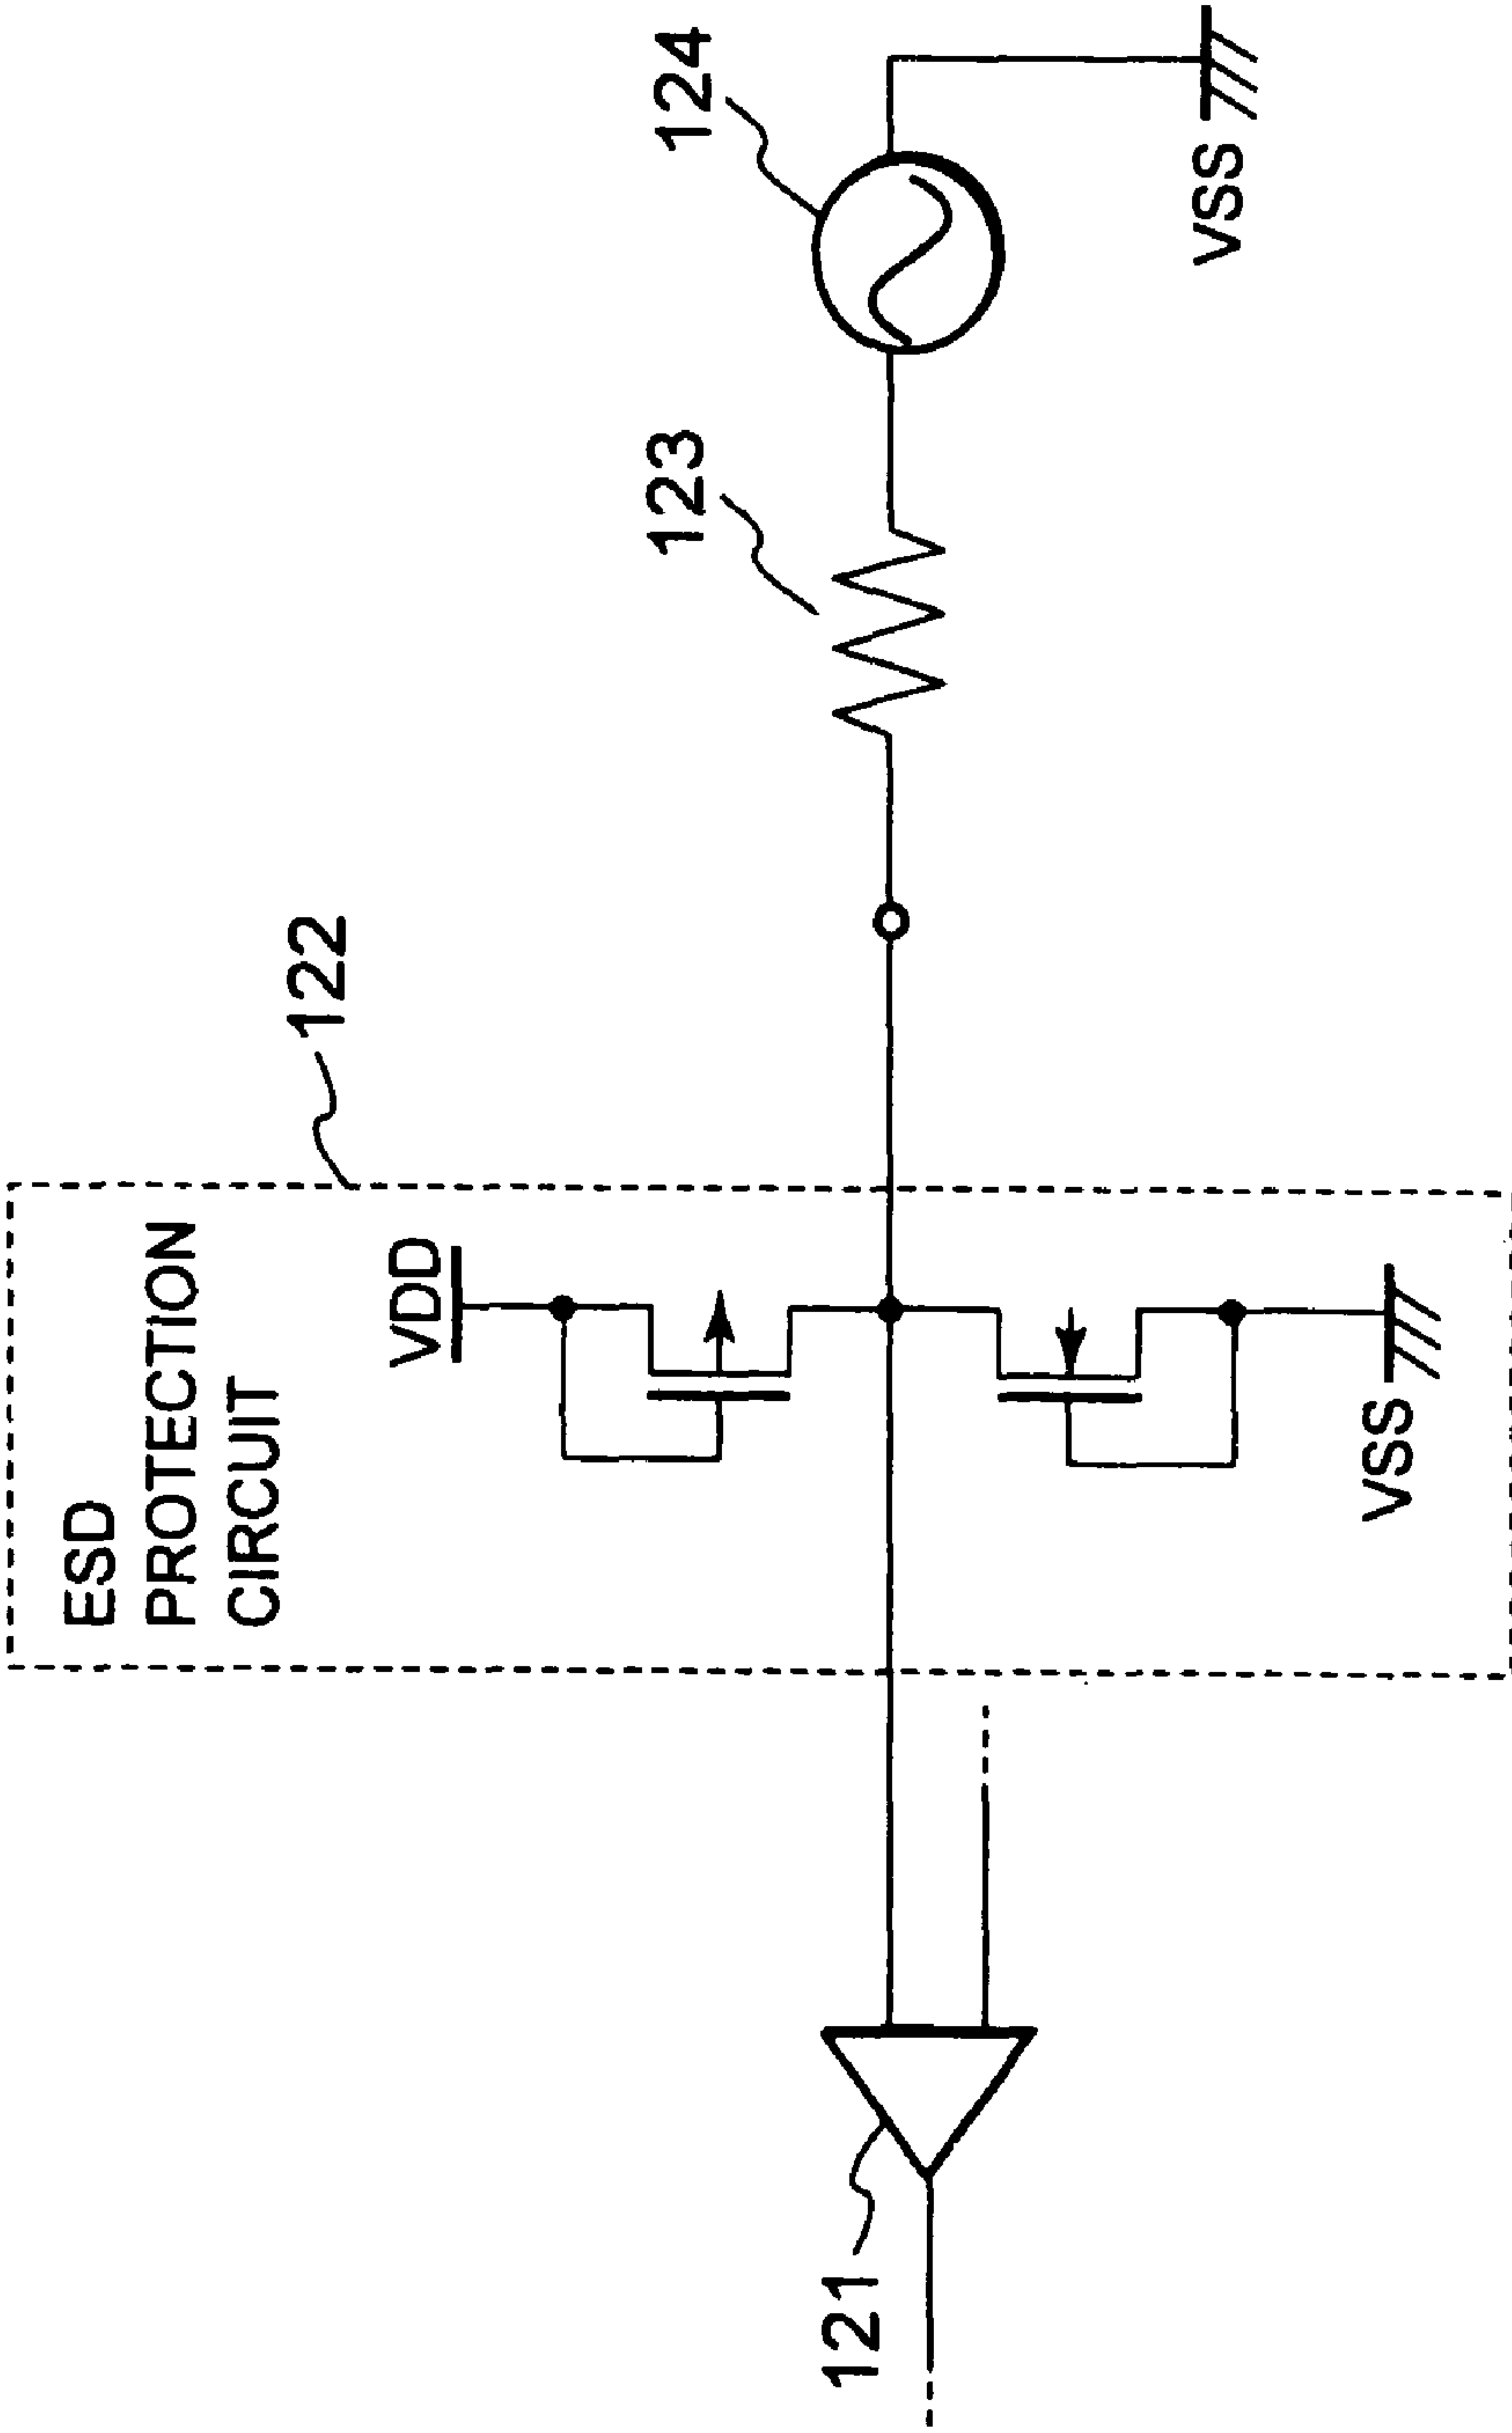 ESD
PROTECTION
CIRCUIT
122
VDD
VSS
121
123
124
VSS